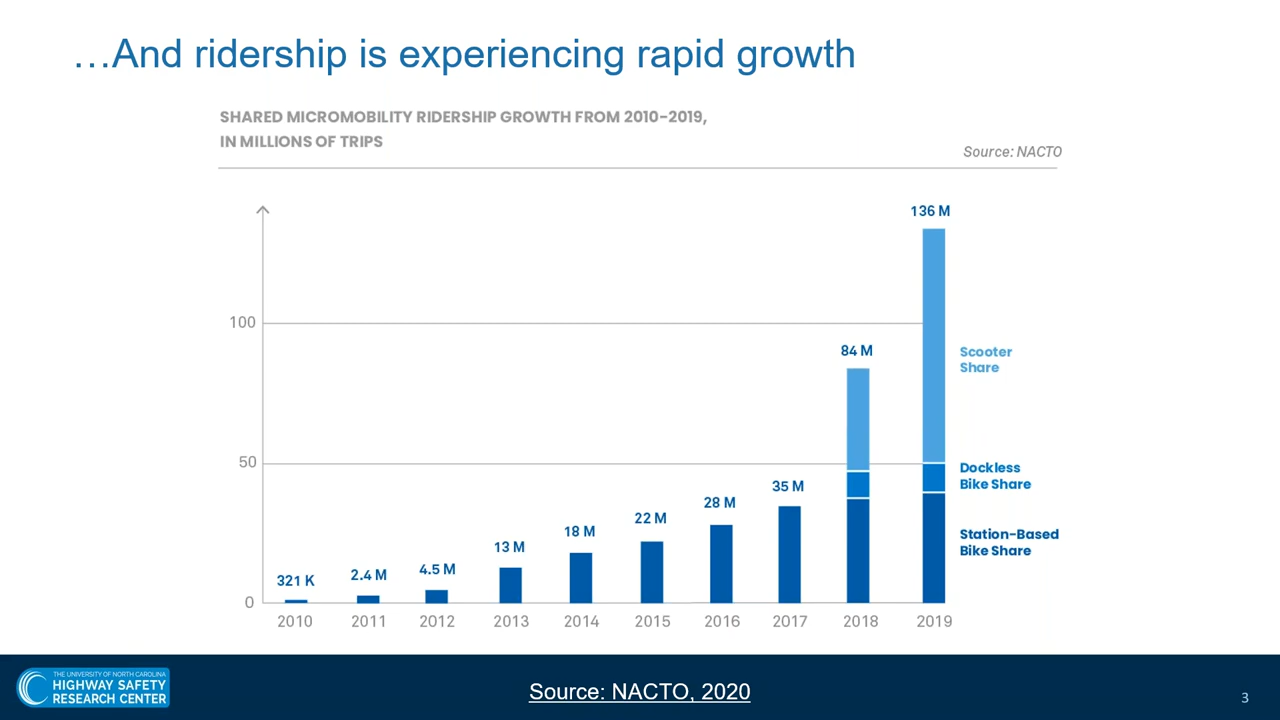 …And ridership is experiencing rapid growth
SHARED MICROMOBILITY RIDERSHIP GROWTH FROM 2010-2019,
IN MILLIONS OF TRIPS
Source: NACTO
136 M
100
84 M
Scooter
Share
50
Dockless
Bike Share
35 M
28 M
22 M
18 M
Station-Based
Bike Share
13 M
4.5 M
2.4 M
321 K
0
2010 2011 2012 2013 2014 2015 2016 2017 2018 2019
THE UNIVERSITY OF NORTH CAROLINA
HIGHWAY SAFETY
RESEARCH CENTER
Source: NACTO, 2020
3